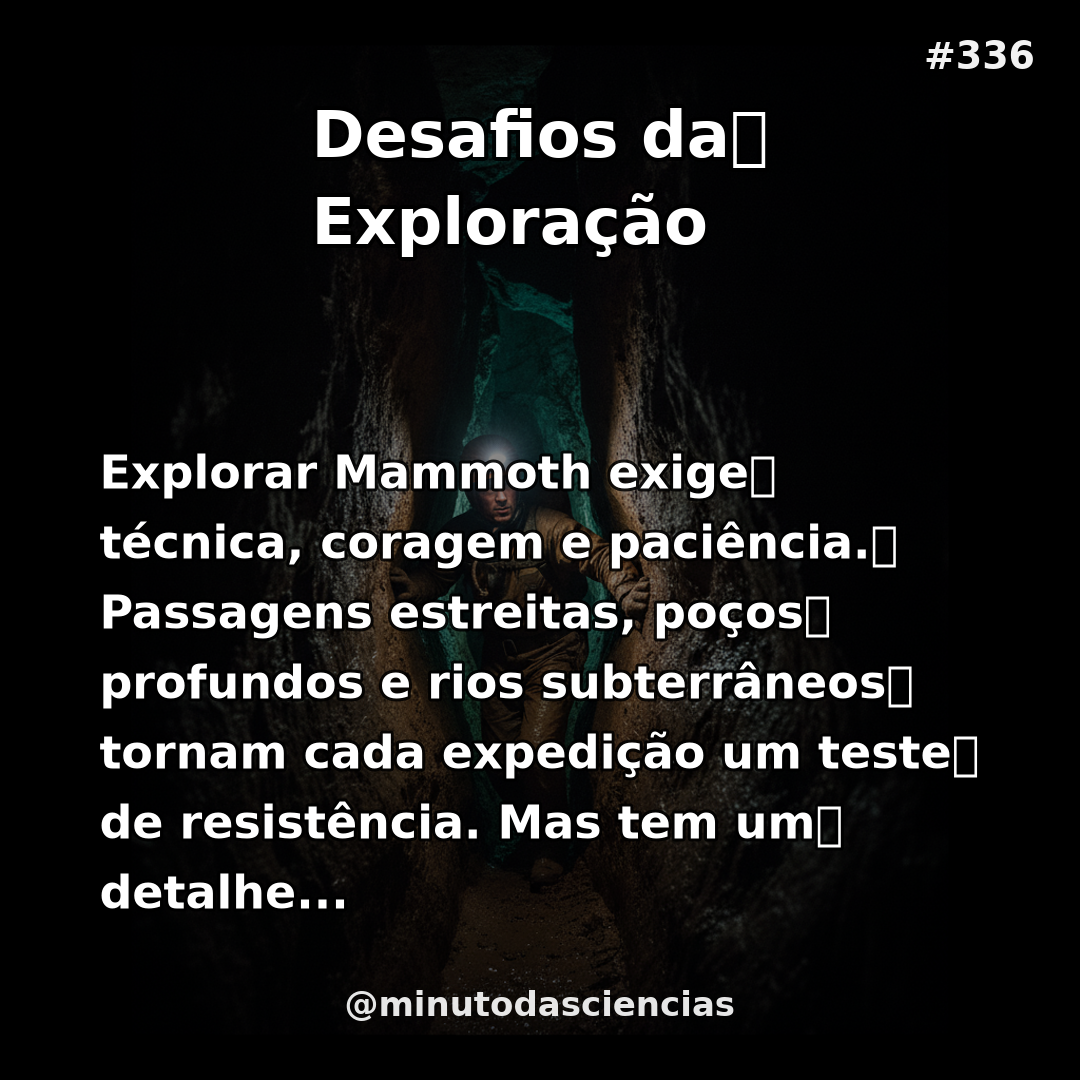 #336
Desafios da▯
Exploração
Explorar Mammoth exige▯
técnica, coragem e paciência.▯
Passagens estreitas, poços▯
profundos e rios subterrâneos▯
tornam cada expedição um teste▯
de resistência. Mas tem um▯
detalhe...
@minutodasciencias